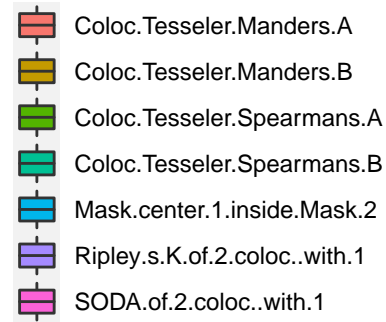 Coloc.Tesseler.Manders.A
Coloc.Tesseler.Manders.B
Coloc.Tesseler.Spearmans.A
Coloc.Tesseler.Spearmans.B
Mask.center.1.inside.Mask.2
Ripley.s.K.of.2.coloc..with.1
SODA.of.2.coloc..with.1